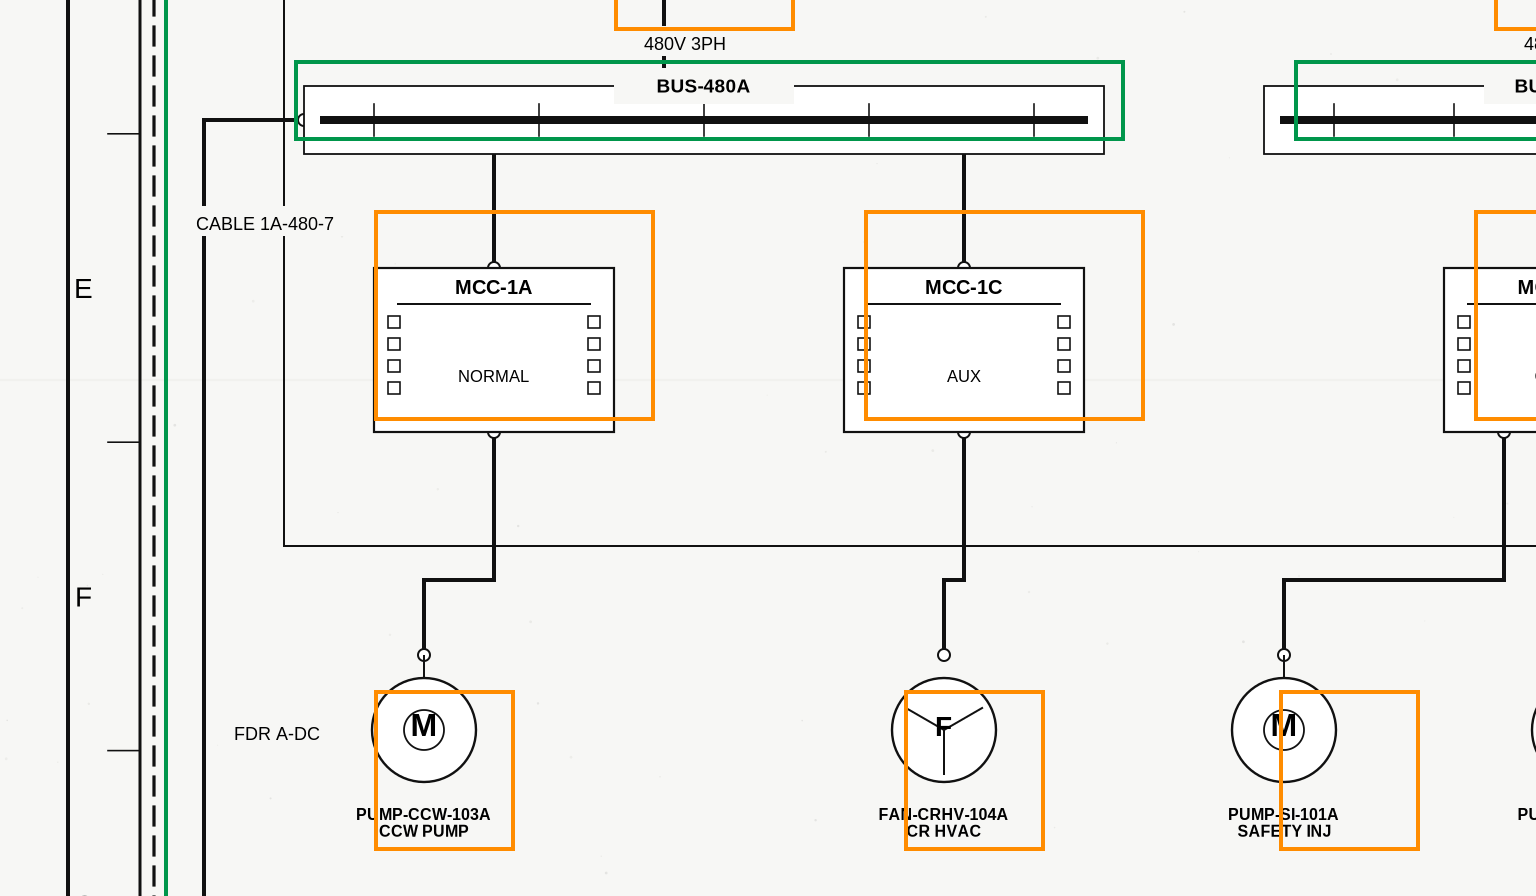 480V 3PH
BUS-480A
CABLE 1A-480-7
E
MCC-1A
MCC-1C
NORMAL
AUX
F
M
F
M
FDR A-DC
PUMP-CCW-103A
CCW PUMP
FAN-CRHV-104A
CR HVAC
PUMP-SI-101A
SAFETY INJ